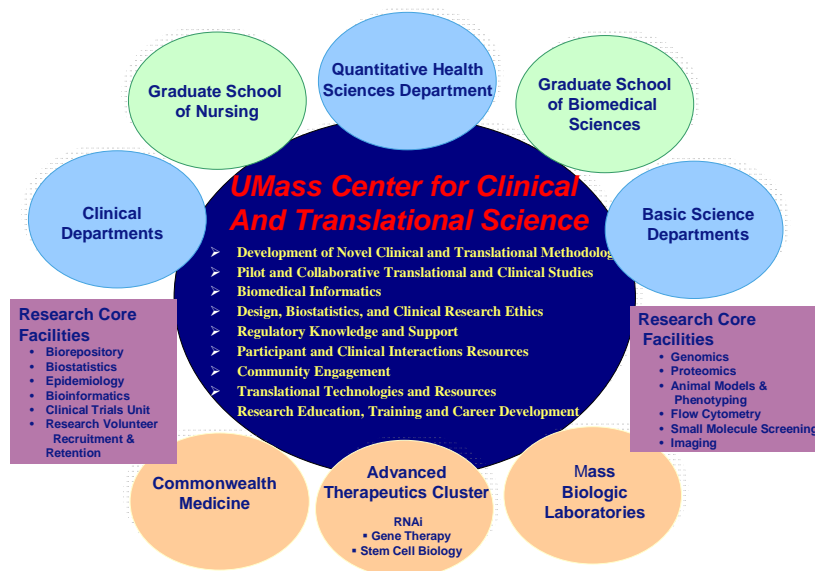 Quantitative Health
Sciences Department
Graduate School
of Nursing
Graduate School
of Biomedical
Sciences
Clinical
Departments
Basic Science
Departments
UMass Center for Clinical
And Translational Science
➢ Development of Novel Clinical and Translational Methodolog
➢ Pilot and Collaborative Translational and Clinical Studies
➢ Biomedical Informatics
➢ Design, Biostatistics, and Clinical Research Ethics
➢ Regulatory Knowledge and Support
➢ Participant and Clinical Interactions Resources
➢ Community Engagement
➢ Translational Technologies and Resources
Research Education, Training and Career Development
Research Core
Facilities
• Biorepository
• Biostatistics
• Epidemiology
• Bioinformatics
• Clinical Trials Unit
• Research Volunteer
Recruitment &
Retention
Research Core
Facilities
• Genomics
• Proteomics
• Animal Models &
Phenotyping
• Flow Cytometry
• Small Molecule Screening
• Imaging
Commonwealth
Medicine
Advanced
Therapeutics Cluster
RNAi
▪ Gene Therapy
▪ Stem Cell Biology
Mass
Biologic
Laboratories